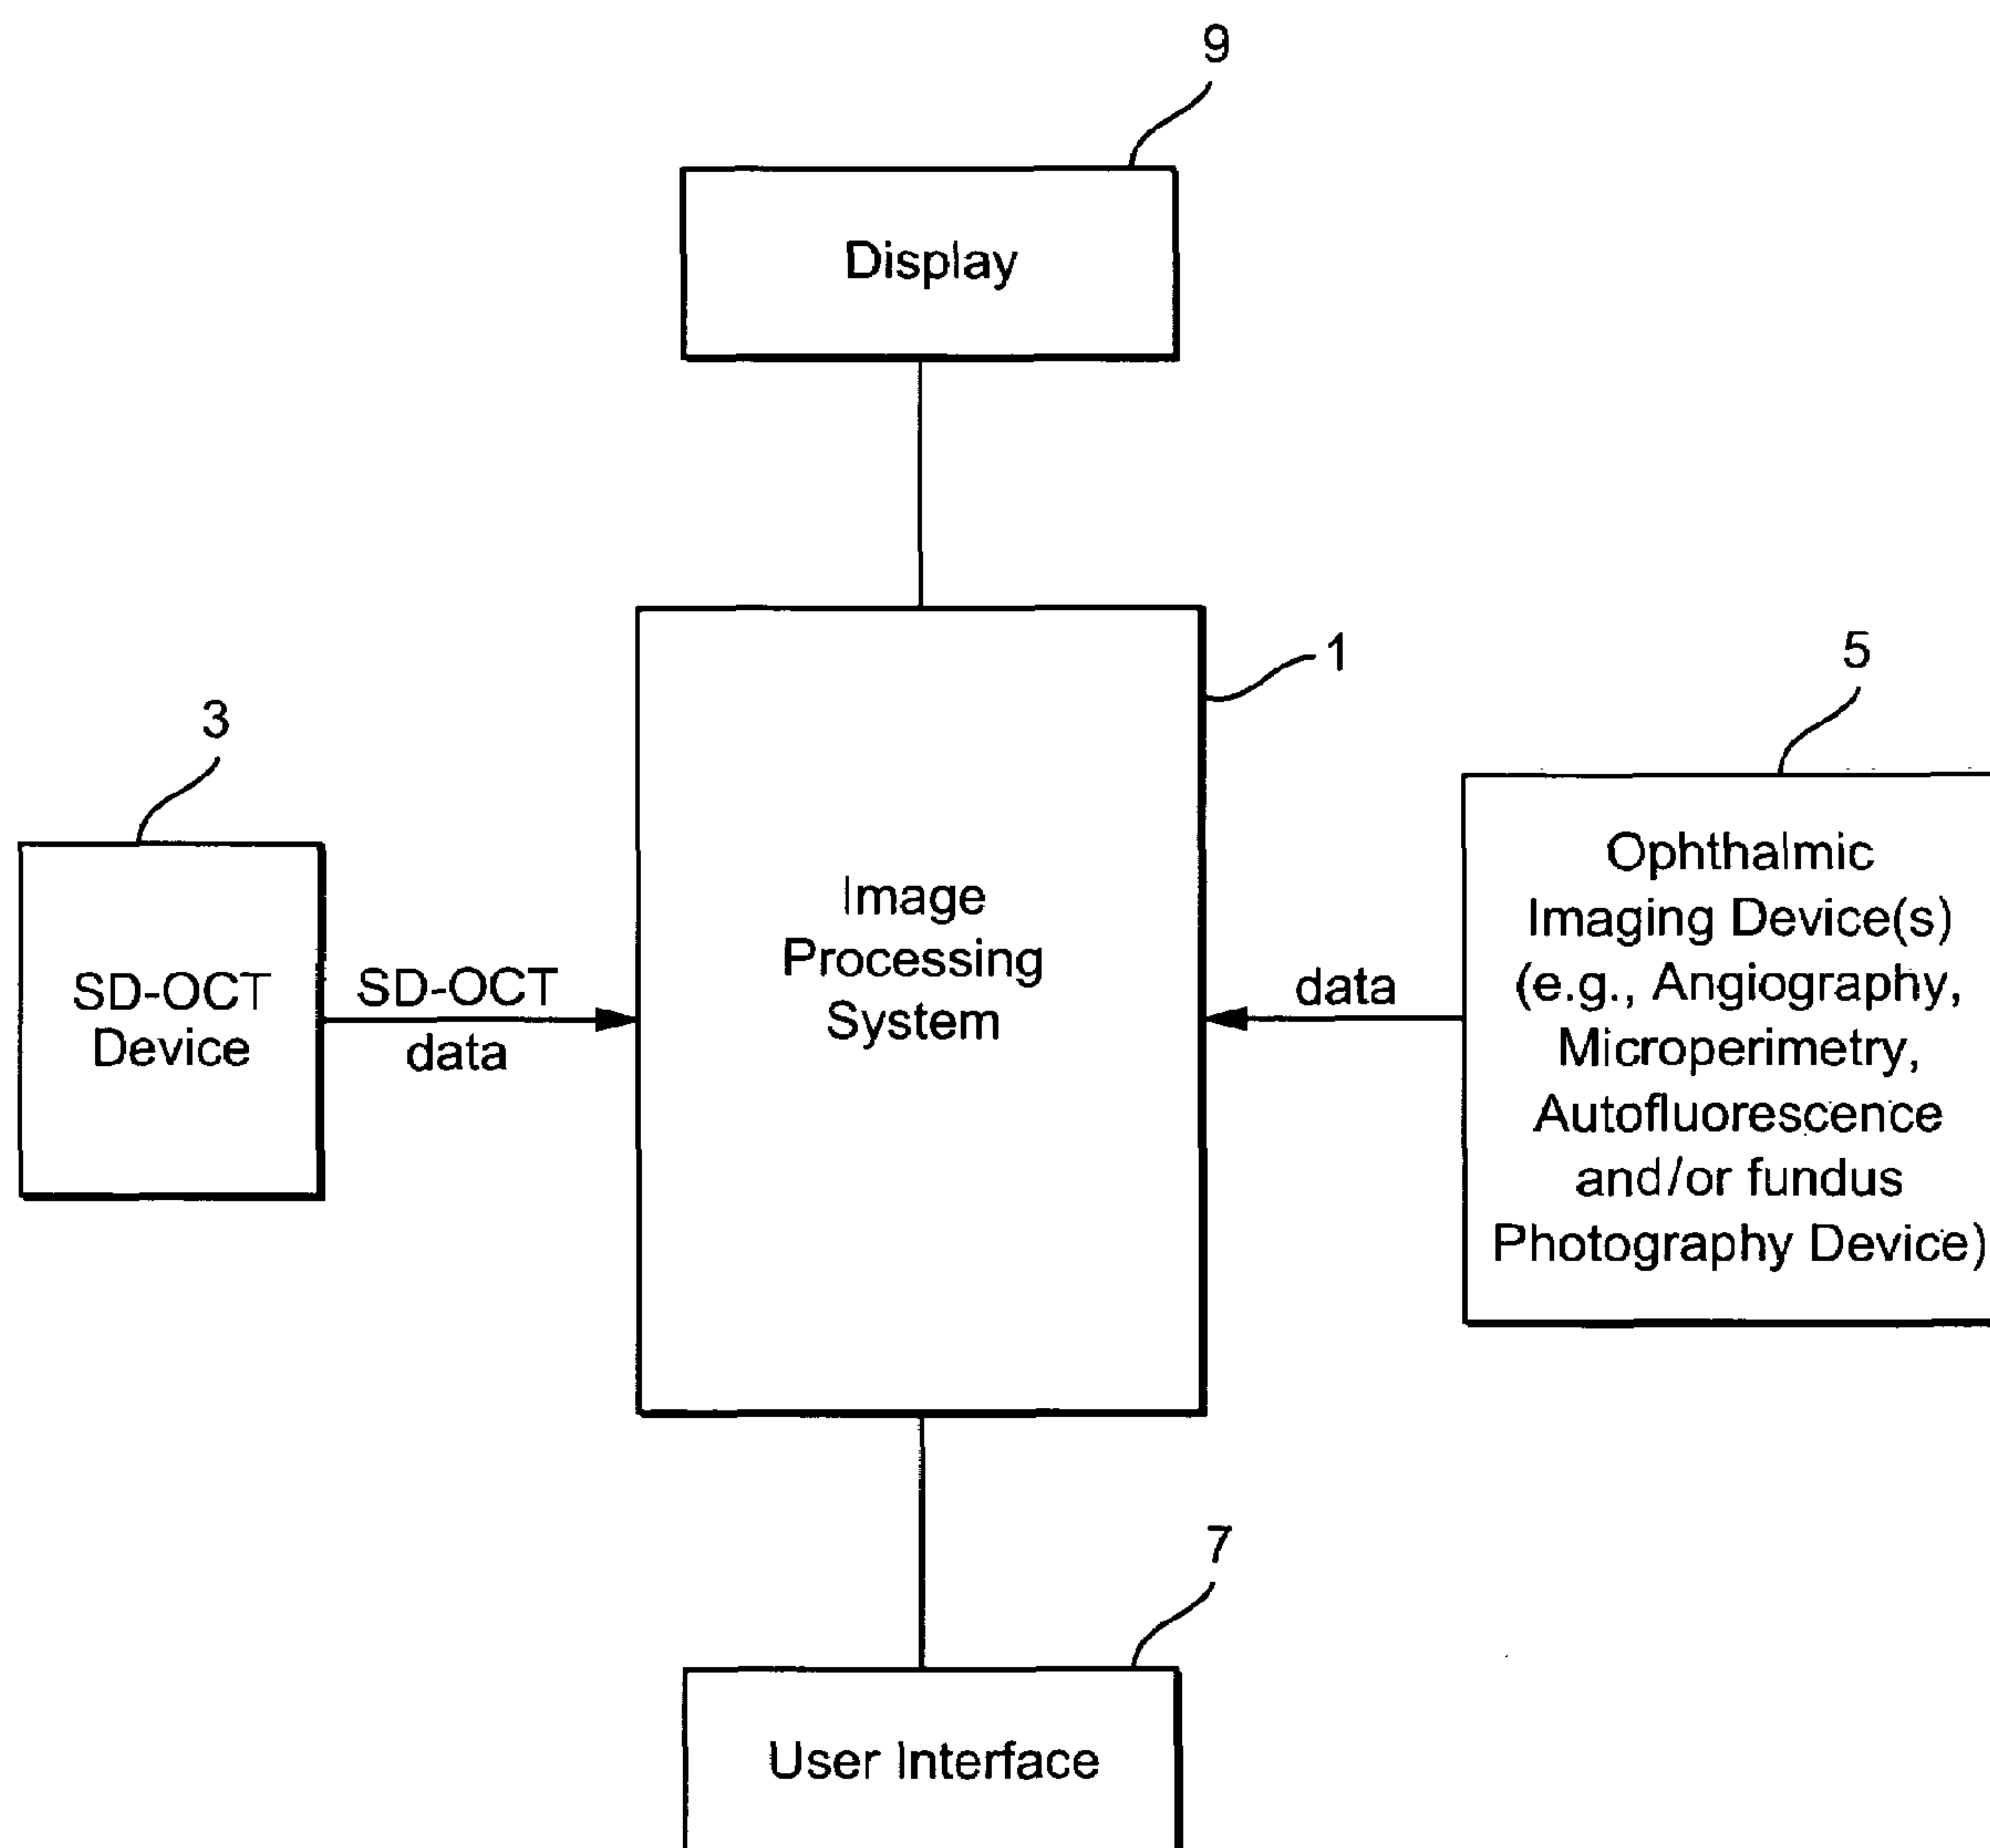 9
Display
1
5
3
Image
Processing
System
SD-OCT
Device
SD-OCT
data
data
Ophthalmic
Imaging Device(s)
(e.g., Angiography,
Microperimetry,
Autofluorescence
and/or fundus
Photography Device)
7
User Interface